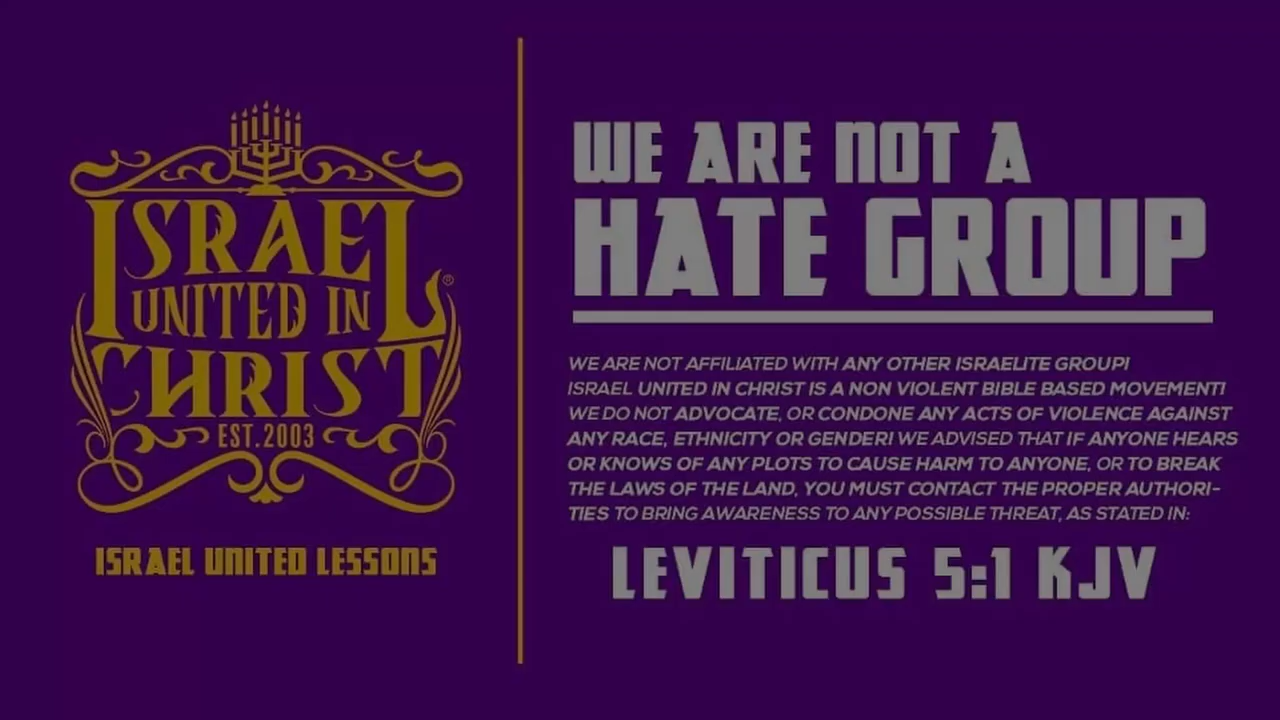 ISRAEL
UNITED IN
CHRIST
®
EST. 2003
ISRAEL UNITED LESSONS
WE ARE NOT A
HATE GROUP
WE ARE NOT AFFILIATED WITH ANY OTHER ISRAELITE GROUP!
ISRAEL UNITED IN CHRIST IS A NON VIOLENT BIBLE BASED MOVEMENT!
WE DO NOT ADVOCATE, OR CONDONE ANY ACTS OF VIOLENCE AGAINST
ANY RACE, ETHNICITY OR GENDER! WE ADVISED THAT IF ANYONE HEARS
OR KNOWS OF ANY PLOTS TO CAUSE HARM TO ANYONE, OR TO BREAK
THE LAWS OF THE LAND, YOU MUST CONTACT THE PROPER AUTHORI-
TIES TO BRING AWARENESS TO ANY POSSIBLE THREAT, AS STATED IN:
LEVITICUS 5:1 KJV